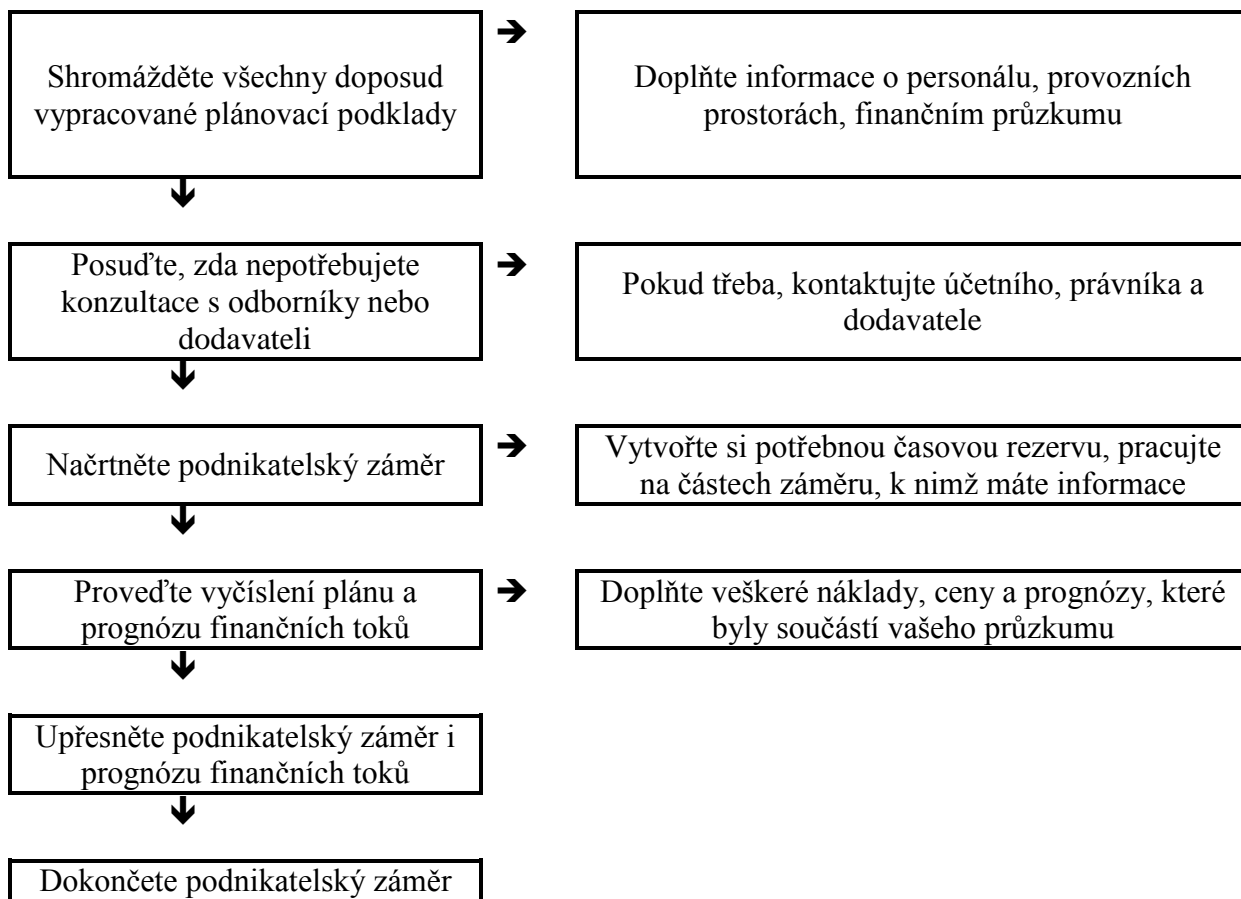 Shromážděte všechny doposud
vypracované plánovací podklady
➔
Doplňte informace o personálu, provozních
prostorách, finančním průzkumu
Posuďte, zda nepotřebujete
konzultace s odborníky nebo
dodavateli
➔
Pokud třeba, kontaktujte účetního, právníka a
dodavatele
Načrtněte podnikatelský záměr
➔
Vytvořte si potřebnou časovou rezervu, pracujte
na částech záměru, k nimž máte informace
Proveďte vyčíslení plánu a
prognózu finančních toků
➔
Doplňte veškeré náklady, ceny a prognózy, které
byly součástí vašeho průzkumu
Upřesněte podnikatelský záměr i
prognózu finančních toků
Dokončete podnikatelský záměr